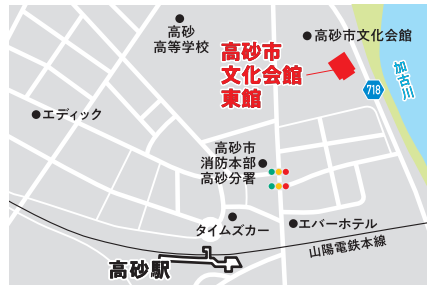 高砂
高等学校
高砂市文化会館
高砂市
文化会館
東館
加古川
718
エディック
高砂市
消防本部
高砂分署
タイムズカー
エバーホテル
山陽電鉄本線
高砂駅